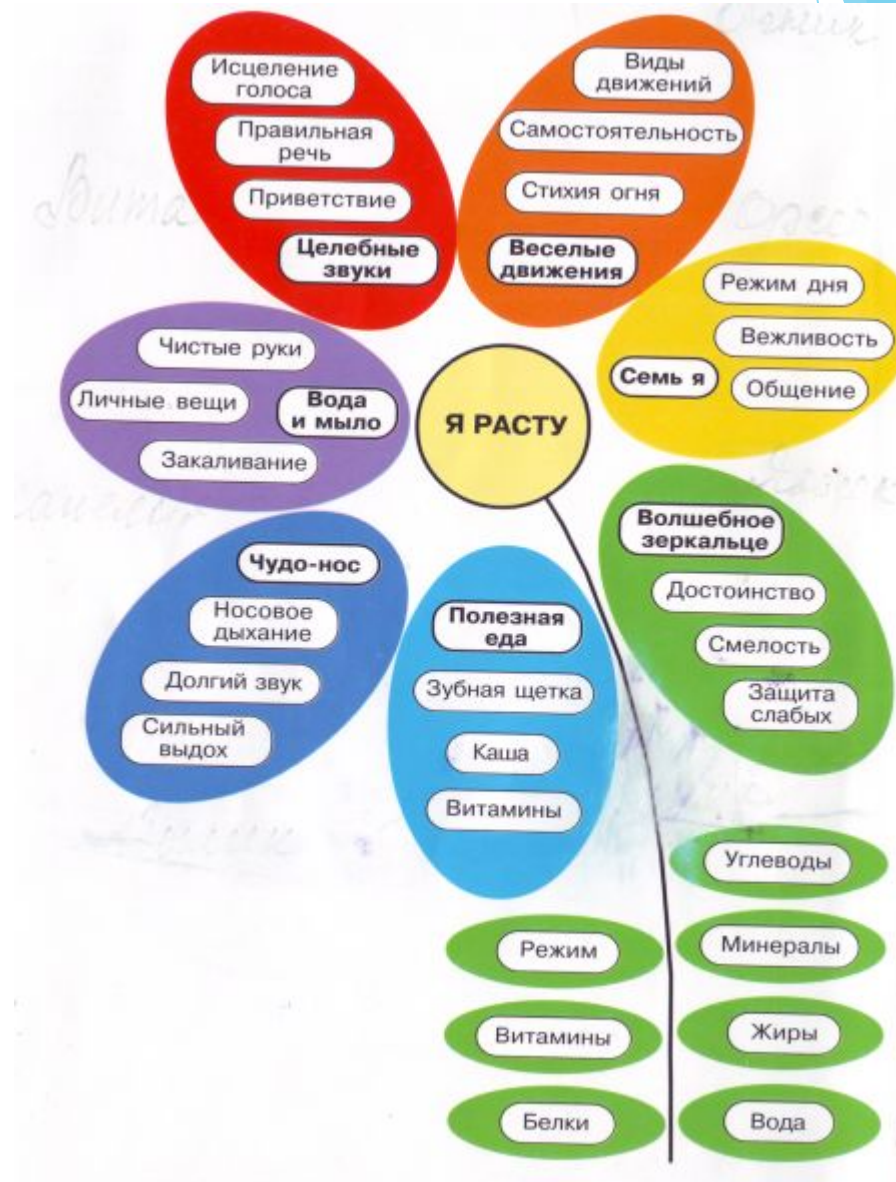 Исцеление
голоса
Правильная
речь
Приветствие
Целебные
звуки
Виды
движений
Самостоятельность
Стихия огня
Веселые
движения
Режим дня
Вежливость
Семь я
Общение
Чистые руки
Личные вещи
Вода
и мыло
Закаливание
Я РАСТУ
Волшебное
зеркальце
Достоинство
Смелость
Защита
слабых
Чудо-нос
Носовое
дыхание
Долгий звук
Сильный
выдох
Полезная
еда
Зубная щетка
Каша
Витамины
Углеводы
Режим
Минералы
Витамины
Жиры
Белки
Вода